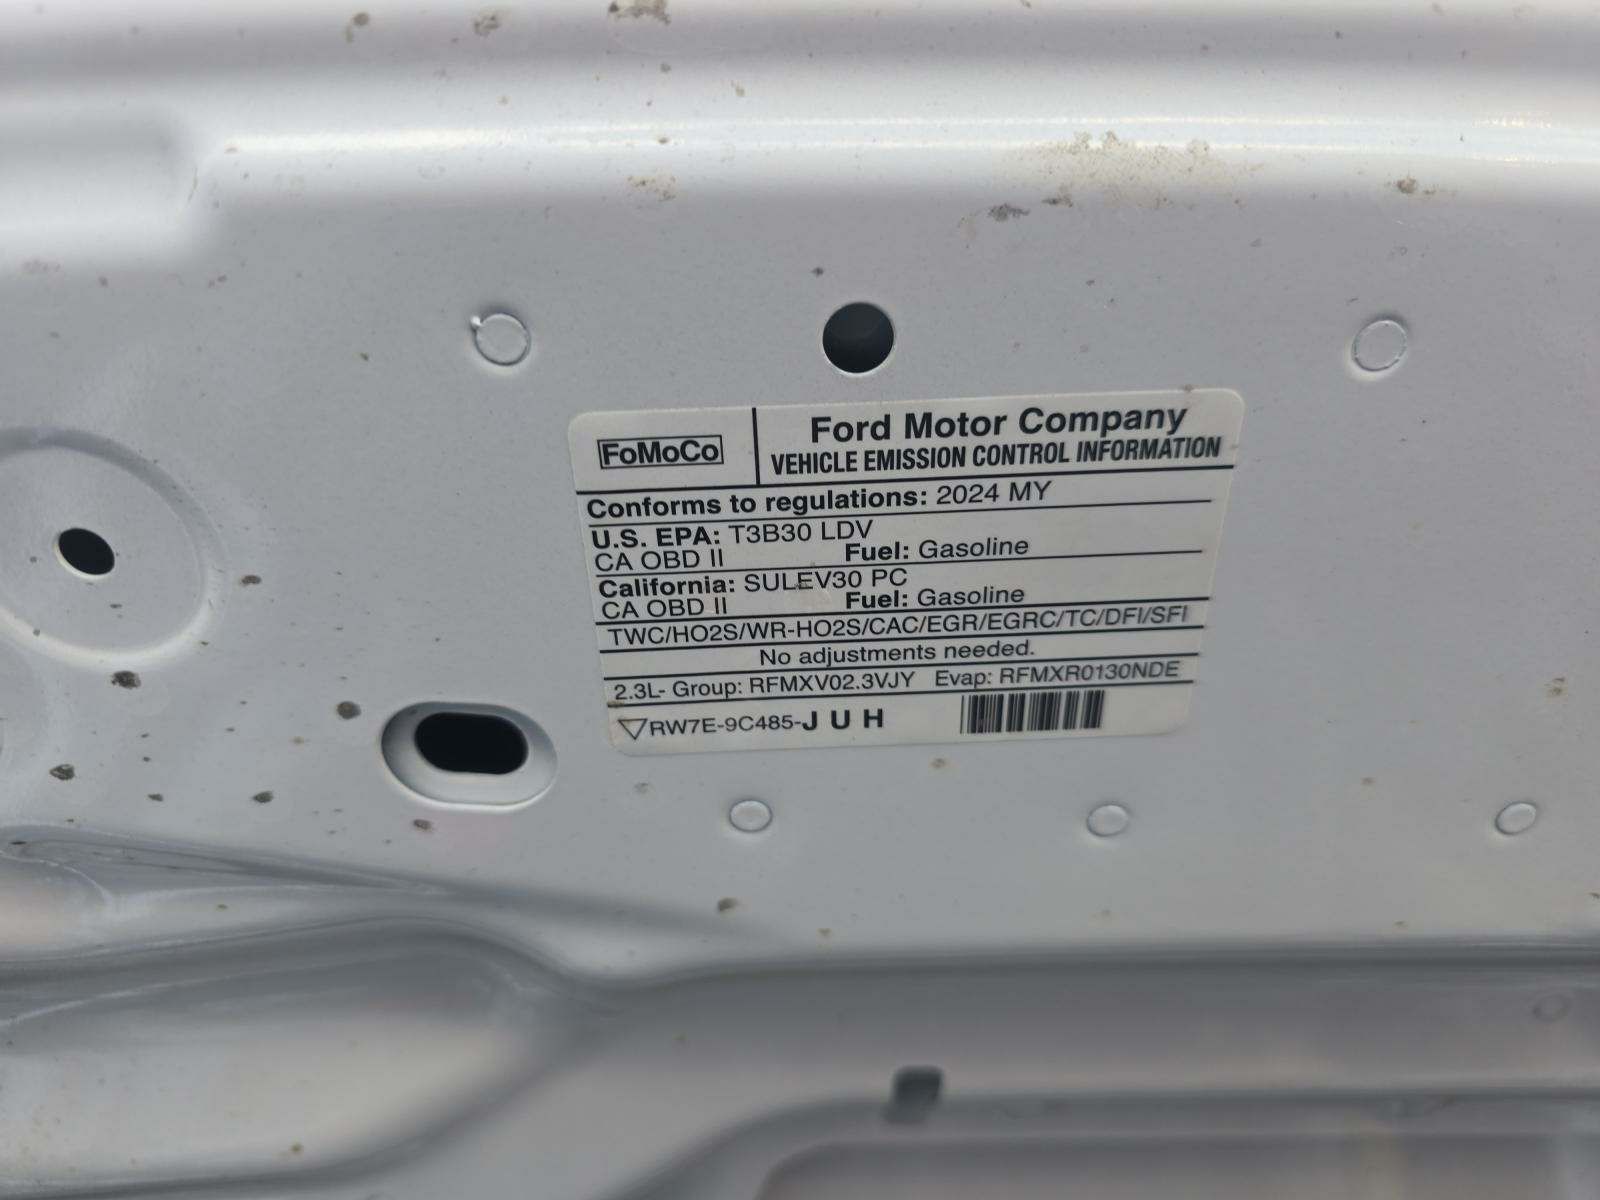 FoMoCo
Ford Motor Company
VEHICLE EMISSION CONTROL INFORMATION
Conforms to regulations: 2024 MY
U.S. EPA: T3B30 LDV
CA OBD II Fuel: Gasoline
California: SULEV30 PC
CA OBD II Fuel: Gasoline
TWC/HO2S/WR-HO2S/CAC/EGR/EGRC/TC/DFI/SFI
No adjustments needed.
2.3L- Group: RFMXV02.3VJY Evap: RFMXR0130NDE
RW7E-9C485-J U H